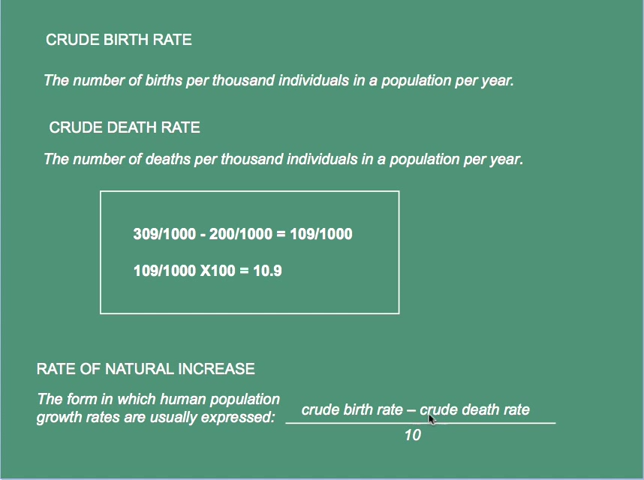 CRUDE BIRTH RATE
The number of births per thousand individuals in a population per year.
CRUDE DEATH RATE
The number of deaths per thousand individuals in a population per year.
309/1000 - 200/1000 = 109/1000
109/1000 X100 = 10.9
RATE OF NATURAL INCREASE
The form in which human population
growth rates are usually expressed:
crude birth rate – crude death rate
10